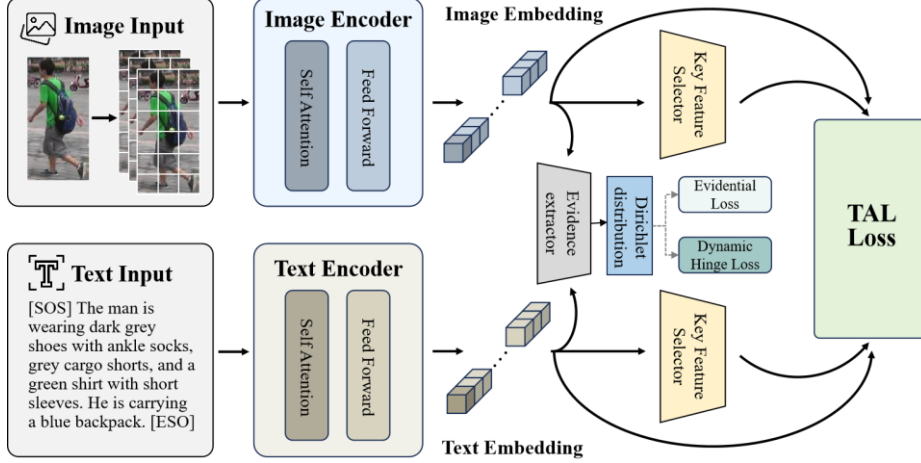 Image Input
Image Encoder
Self Attention
Feed Forward
Image Embedding
Key Feature
Selector
Evidence
extractor
Dirichlet
distribution
Evidential
Loss
Dynamic
Hinge Loss
TAL
Loss
Text Input
[SOS] The man is
wearing dark grey
shoes with ankle socks,
grey cargo shorts, and a
green shirt with short
sleeves. He is carrying
a blue backpack. [ESO]
Text Encoder
Self Attention
Feed Forward
Text Embedding
Key Feature
Selector